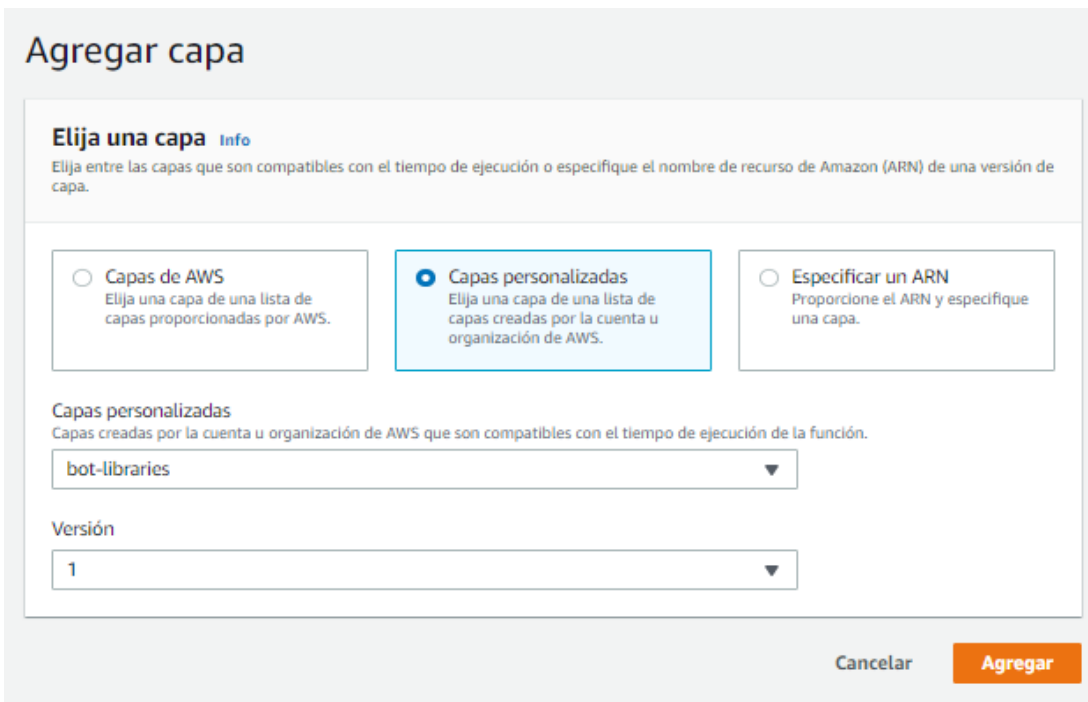 Agregar capa
Elija una capa Info
Elija entre las capas que son compatibles con el tiempo de ejecución o especifique el nombre de recurso de Amazon (ARN) de una versión de
capa.
Capas de AWS
Elija una capa de una lista de
capas proporcionadas por AWS.
Capas personalizadas
Elija una capa de una lista de
capas creadas por la cuenta u
organización de AWS.
Especificar un ARN
Proporcione el ARN y especifique
una capa.
Capas personalizadas
Capas creadas por la cuenta u organización de AWS que son compatibles con el tiempo de ejecución de la función.
bot-libraries
Versión
1
Cancelar
Agregar